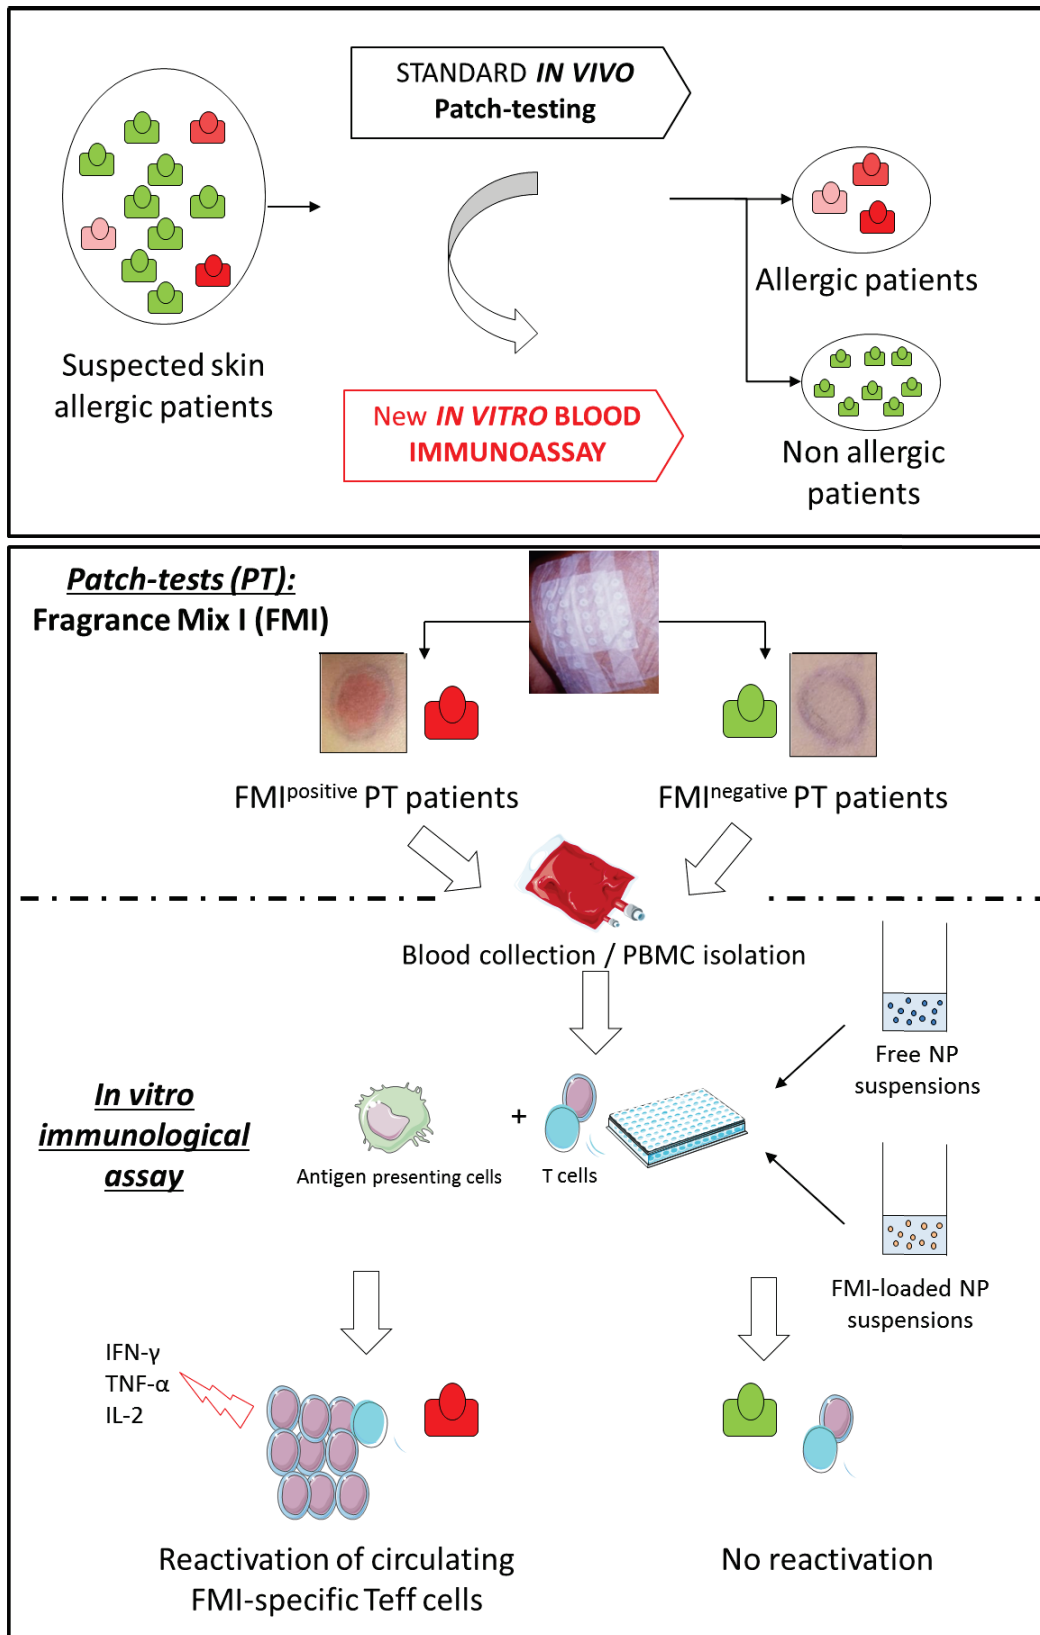 STANDARD IN VIVO
Patch-testing
Suspected skin
allergic patients
Allergic patients
New IN VITRO BLOOD
IMMUNOASSAY
Non allergic
patients
Patch-tests (PT):
Fragrance Mix I (FMI)
FMIpositive PT patients
FMInegative PT patients
Blood collection / PBMC isolation
Free NP
suspensions
In vitro
immunological
assay
+
Antigen presenting cells
T cells
FMI-loaded NP
suspensions
IFN-γ
TNF-α
IL-2
Reactivation of circulating
FMI-specific Teff cells
No reactivation